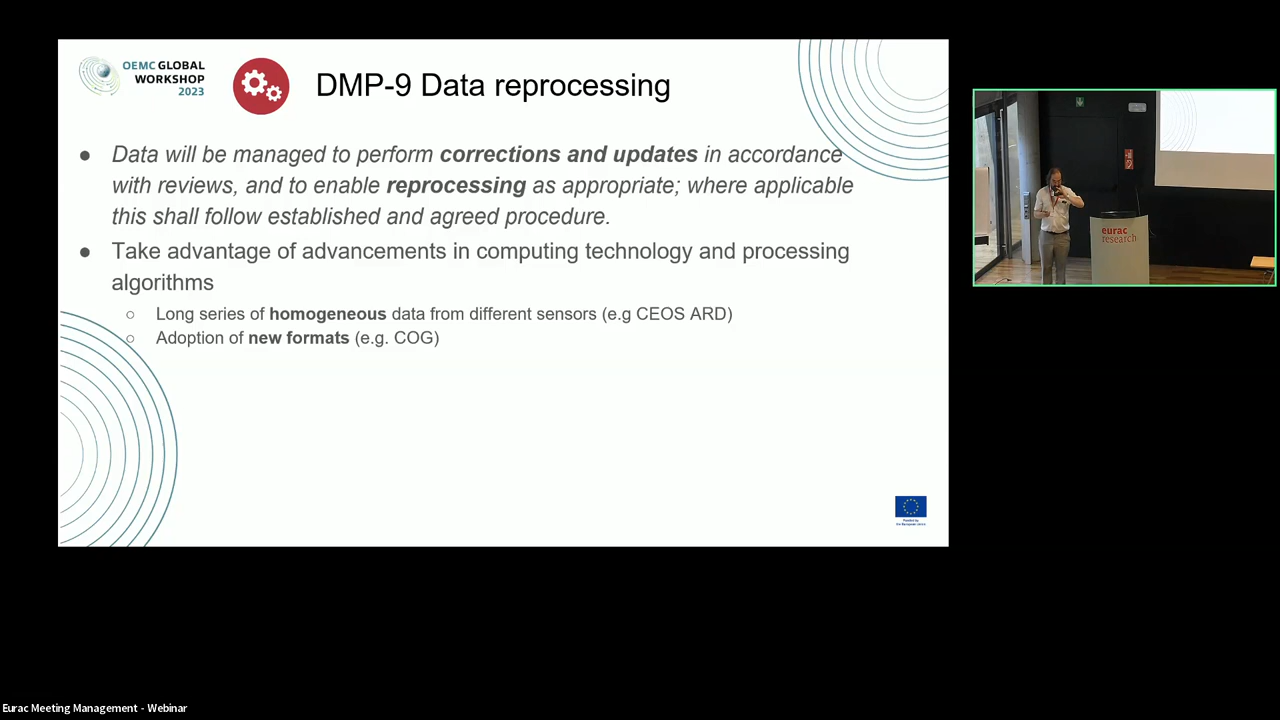 OEMC GLOBAL
WORKSHOP
2023
DMP-9 Data reprocessing
● Data will be managed to perform corrections and updates in accordance
with reviews, and to enable reprocessing as appropriate; where applicable
this shall follow established and agreed procedure.
● Take advantage of advancements in computing technology and processing
algorithms
○ Long series of homogeneous data from different sensors (e.g CEOS ARD)
○ Adoption of new formats (e.g. COG)
Funded by
eurac
research
Eurac Meeting Management - Webinar